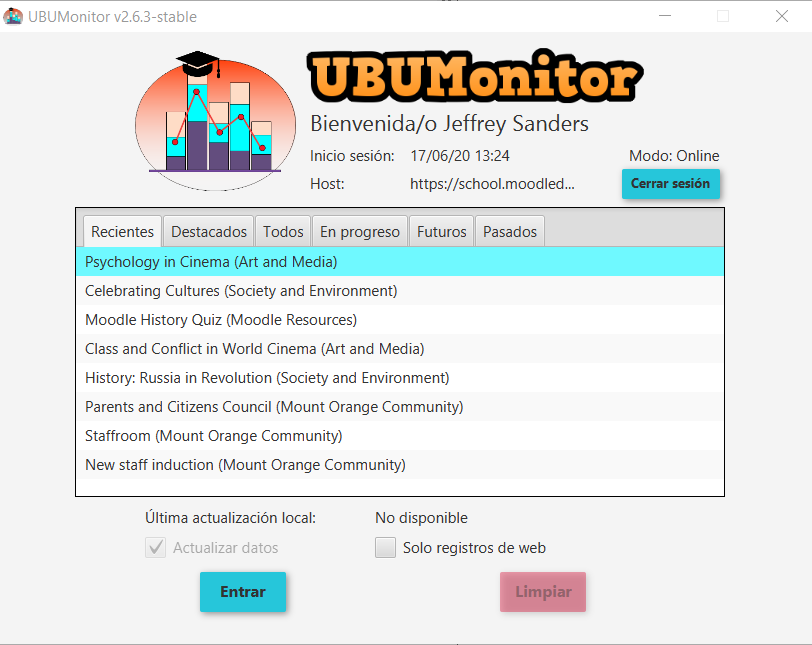 UBUMonitor v2.6.3-stable
UBUMonitor
Bienvenida/o Jeffrey Sanders
Inicio sesión: 17/06/20 13:24 Modo: Online
Host: https://school.moodled... Cerrar sesión
Recientes Destacados Todos En progreso Futuros Pasados
Psychology in Cinema (Art and Media)
Celebrating Cultures (Society and Environment)
Moodle History Quiz (Moodle Resources)
Class and Conflict in World Cinema (Art and Media)
History: Russia in Revolution (Society and Environment)
Parents and Citizens Council (Mount Orange Community)
Staffroom (Mount Orange Community)
New staff induction (Mount Orange Community)
Última actualización local: No disponible
Actualizar datos Solo registros de web
Entrar Limpiar